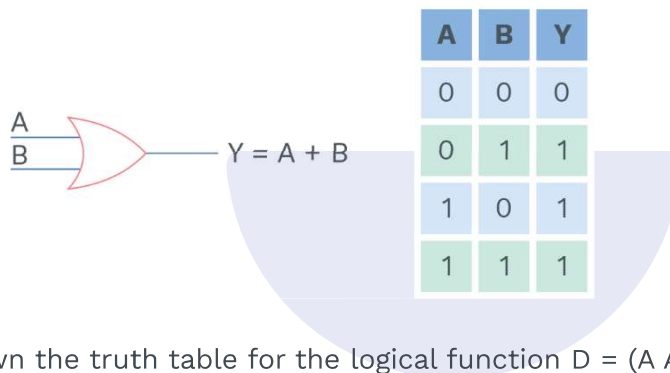 A B Y
0 0 0
A
B
Y = A + B
0 1 1
1 0 1
1 1 1
the truth table for the logical function D = (A